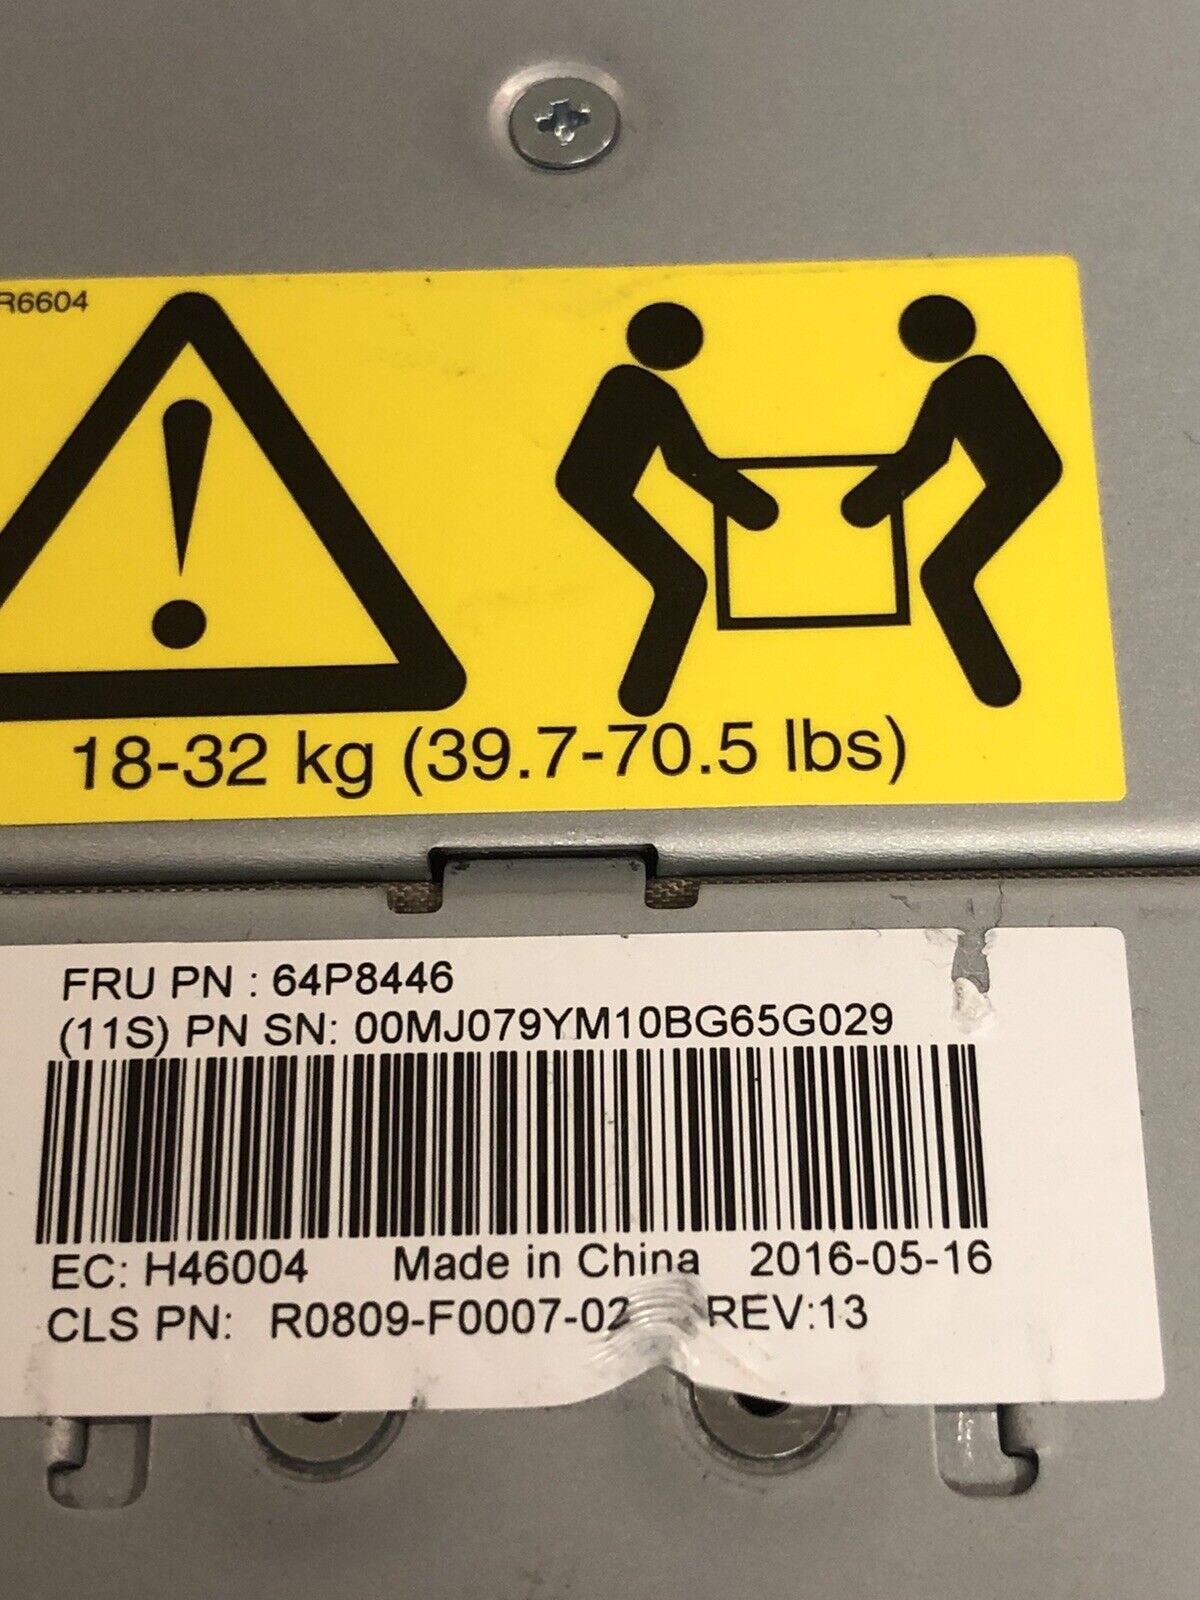 R6604
18-32 kg (39.7-70.5 lbs)
FRU PN : 64P8446
(11S) PN SN: 00MJ079YM10BG65G029
EC: H46004 Made in China 2016-05-16
CLS PN: R0809-F0007-02 REV:13